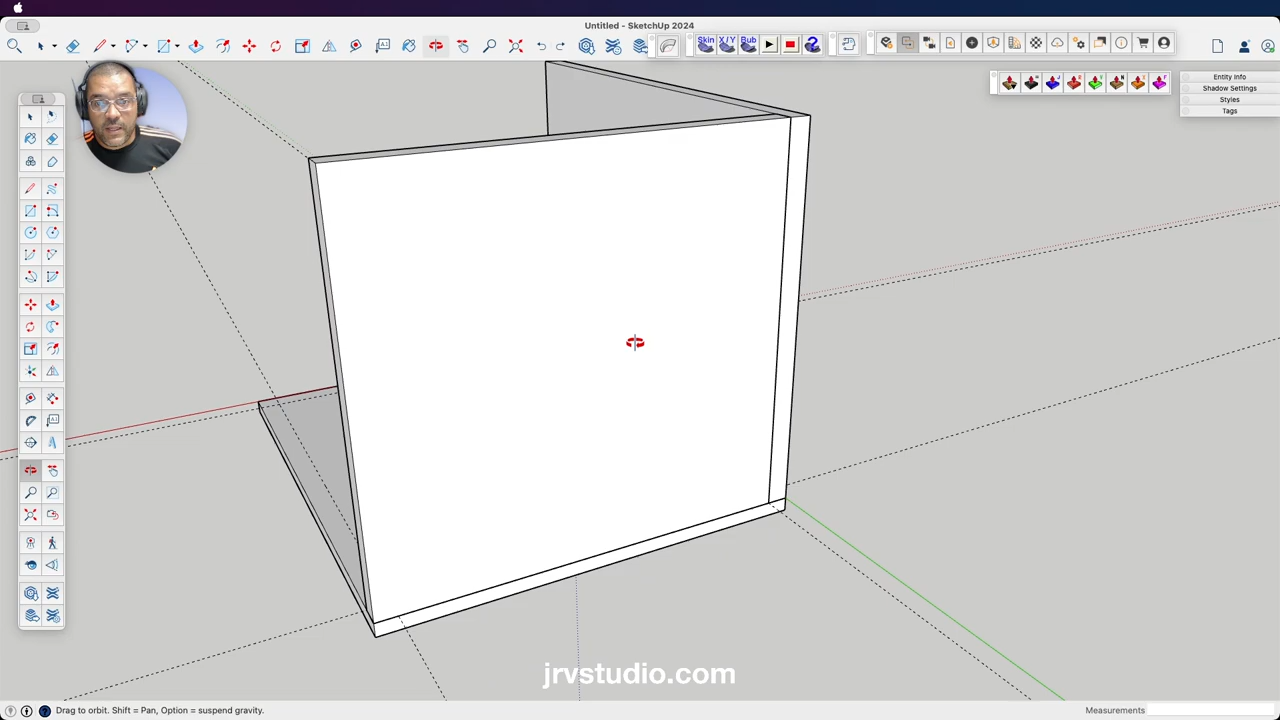 Untitled - SketchUp 2024
Skin
X/Y
Bub
Entity Info
Shadow Settings
Styles
Tags
jrvstudio.com
Drag to orbit. Shift = Pan, Option = suspend gravity.
Measurements